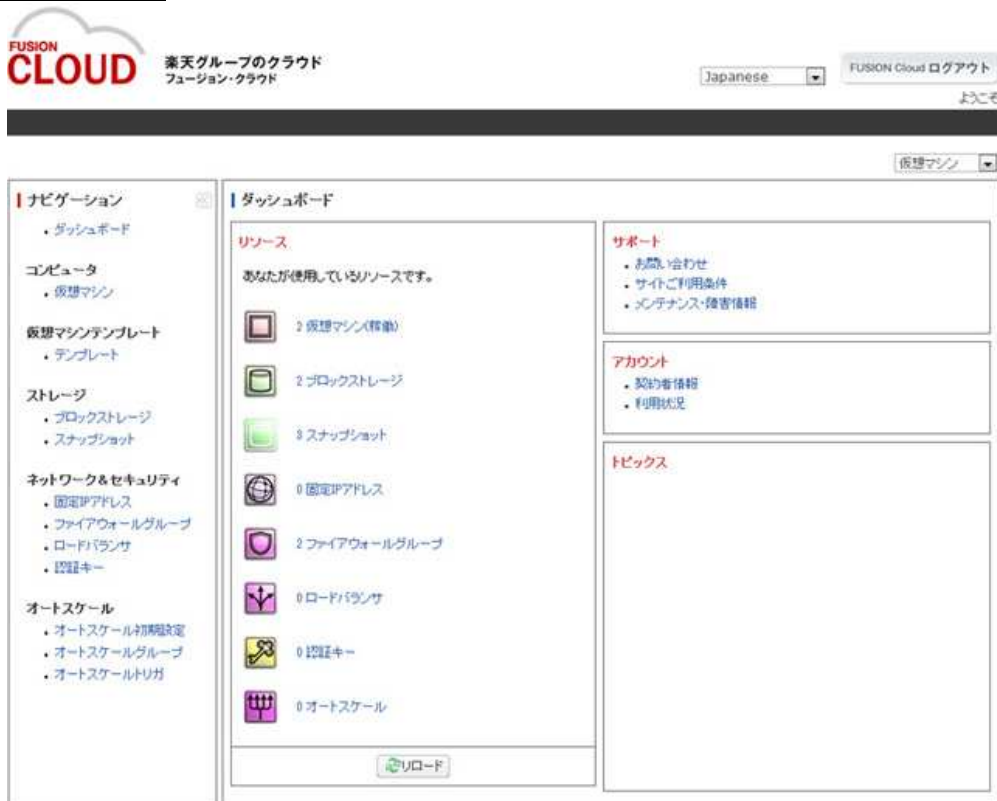 FUSION
CLOUD
楽天グループのクラウド
フュージョン・クラウド
Japanese
FUSION Cloud ログアウト
ようこそ
仮想マシン
ナビゲーション
・ダッシュボード
コンピュータ
・仮想マシン
仮想マシンテンプレート
・テンプレート
ストレージ
・ブロックストレージ
・スナップショット
ネットワーク&セキュリティ
・固定IPアドレス
・ファイアウォールグループ
・ロードバランサ
・認証キー
オートスケール
・オートスケール初期設定
・オートスケールグループ
・オートスケールトリガ
ダッシュボード
リソース
あなたが使用しているリソースです。
2 仮想マシン(稼働)
2 ブロックストレージ
3 スナップショット
0 固定IPアドレス
2 ファイアウォールグループ
0 ロードバランサ
0 認証キー
0 オートスケール
リロード
サポート
・お問い合わせ
・サイトご利用条件
・メンテナンス・障害情報
アカウント
・契約者情報
・利用状況
トピックス